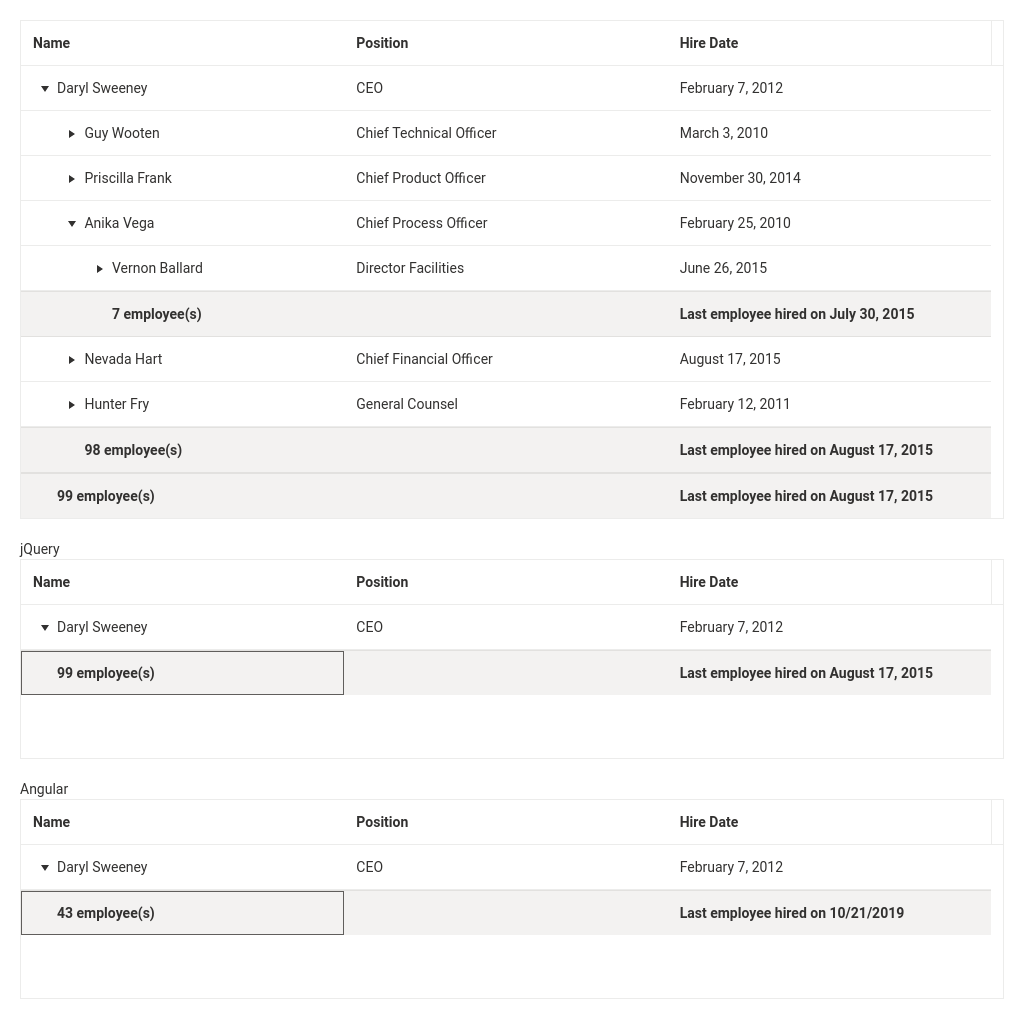 Name Position Hire Date
Daryl Sweeney CEO February 7, 2012
Guy Wooten Chief Technical Officer March 3, 2010
Priscilla Frank Chief Product Officer November 30, 2014
Anika Vega Chief Process Officer February 25, 2010
Vernon Ballard Director Facilities June 26, 2015
7 employee(s) Last employee hired on July 30, 2015
Nevada Hart Chief Financial Officer August 17, 2015
Hunter Fry General Counsel February 12, 2011
98 employee(s) Last employee hired on August 17, 2015
99 employee(s) Last employee hired on August 17, 2015
jQuery
Name Position Hire Date
Daryl Sweeney CEO February 7, 2012
99 employee(s) Last employee hired on August 17, 2015
Angular
Name Position Hire Date
Daryl Sweeney CEO February 7, 2012
43 employee(s) Last employee hired on 10/21/2019